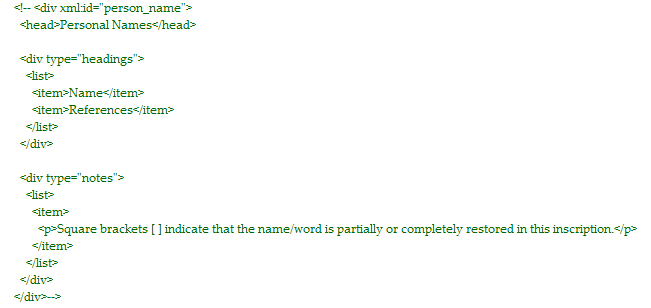 <!-- <div xml:id="person_name">
<head>Personal Names</head>
<div type="headings">
<list>
<item>Name</item>
<item>References</item>
</list>
</div>
<div type="notes">
<list>
<item>
<p>Square brackets [ ] indicate that the name/word is partially or completely restored in this inscription.</p>
</item>
</list>
</div>
</div>-->